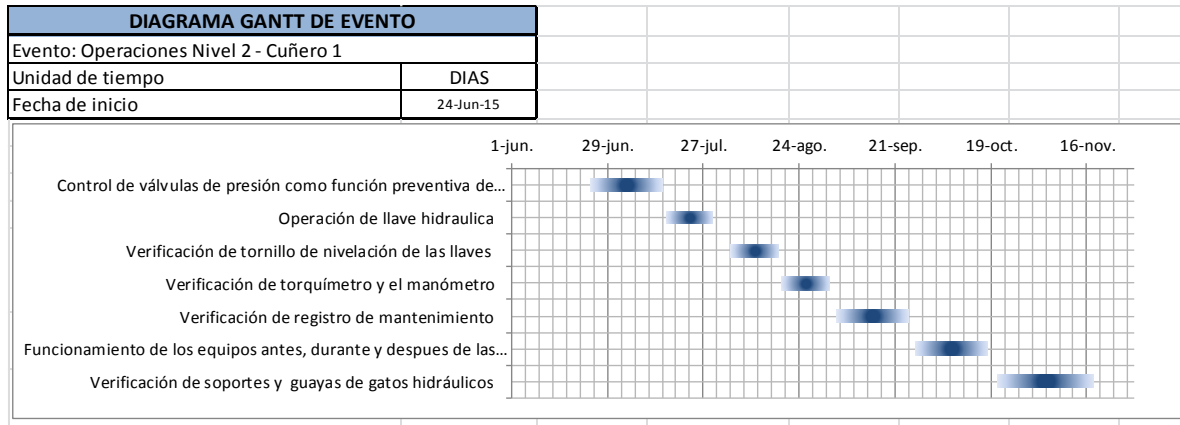 DIAGRAMA GANTT DE EVENTO
Evento: Operaciones Nivel 2 - Cuñero 1
Unidad de tiempo DIAS
Fecha de inicio 24-Jun-15
1-jun. 29-jun. 27-jul. 24-ago. 21-sep. 19-oct. 16-nov.
Control de válvulas de presión como función preventiva de...
Operación de llave hidraulica
Verificación de tornillo de nivelación de las llaves
Verificación de torquímetro y el manómetro
Verificación de registro de mantenimiento
Funcionamiento de los equipos antes, durante y despues de las...
Verificación de soportes y guayas de gatos hidráulicos